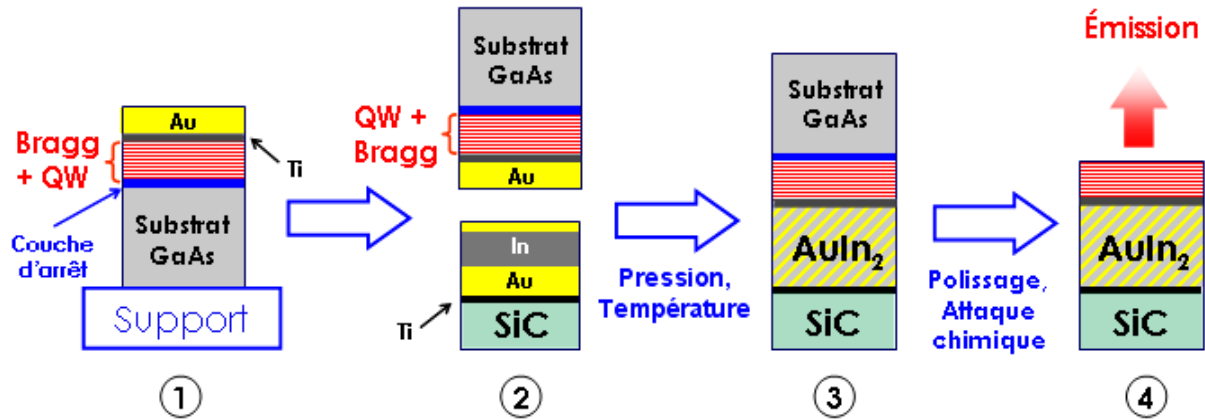 Au
Bragg
+ QW
Ti
Couche
d'arrêt
Substrat
GaAs
Support
1
Substrat
GaAs
QW +
Bragg
Au
In
Au
Ti
SiC
2
Pression,
Température
Substrat
GaAs
AuIn₂
SiC
3
Polissage,
Attaque
chimique
Émission
AuIn₂
SiC
4